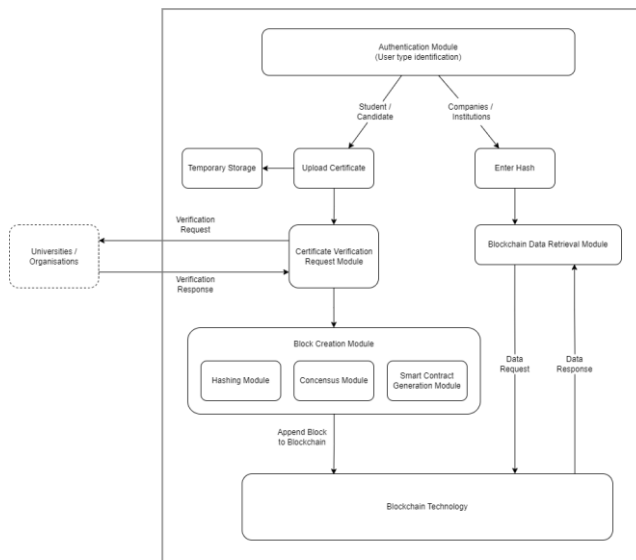 Authentication Module
(User type identification)
Student /
Candidate
Companies /
Institutions
Temporary Storage
Upload Certificate
Enter Hash
Verification
Request
Universities /
Organisations
Certificate Verification
Request Module
Blockchain Data Retrieval Module
Verification
Response
Block Creation Module
Hashing Module
Concensus Module
Smart Contract
Generation Module
Data
Request
Data
Response
Append Block
to Blockchain
Blockchain Technology